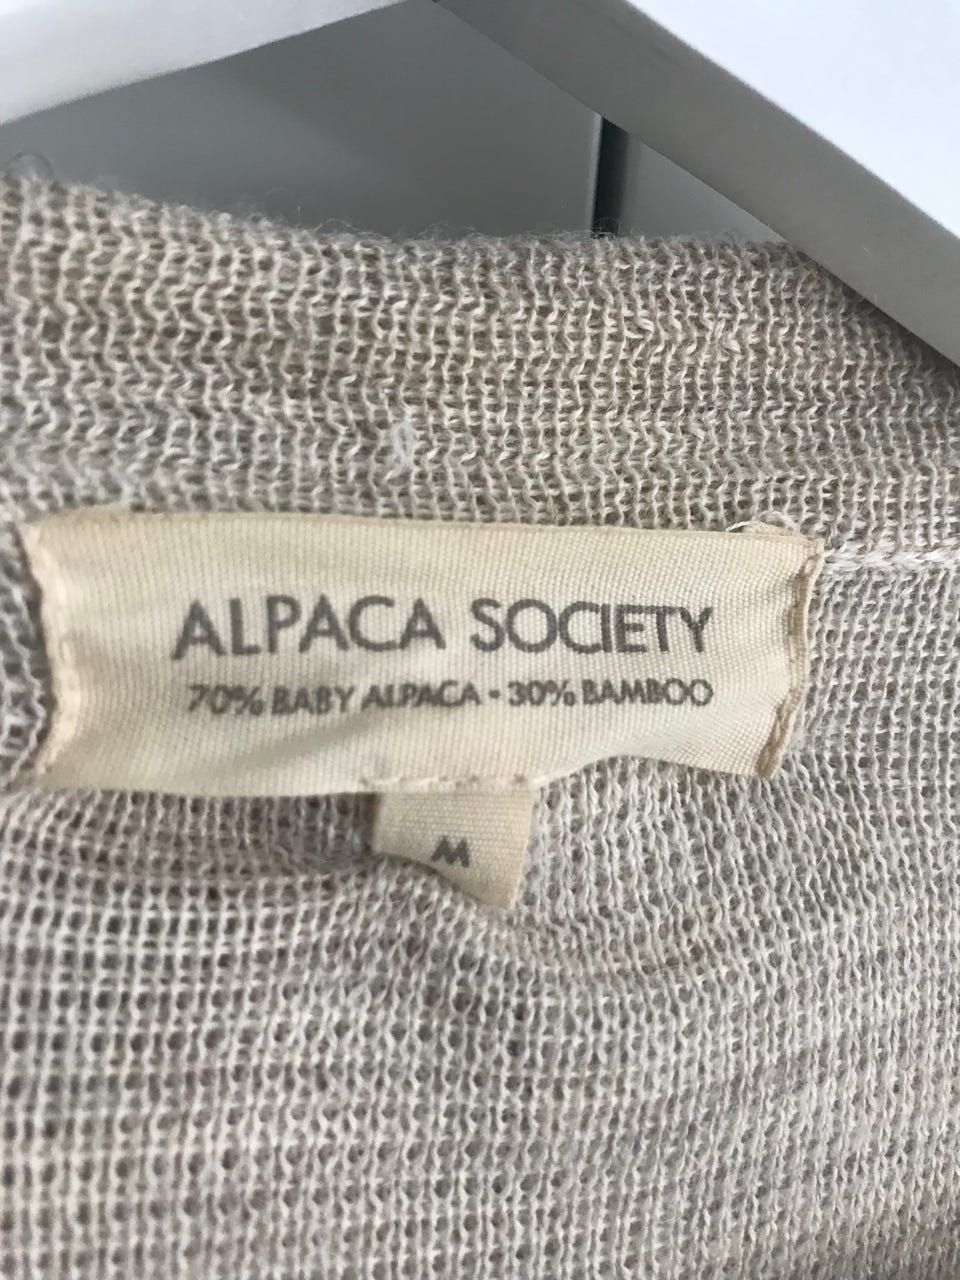 ALPACA SOCIETY
70% BABY ALPACA • 30% BAMBOO
M